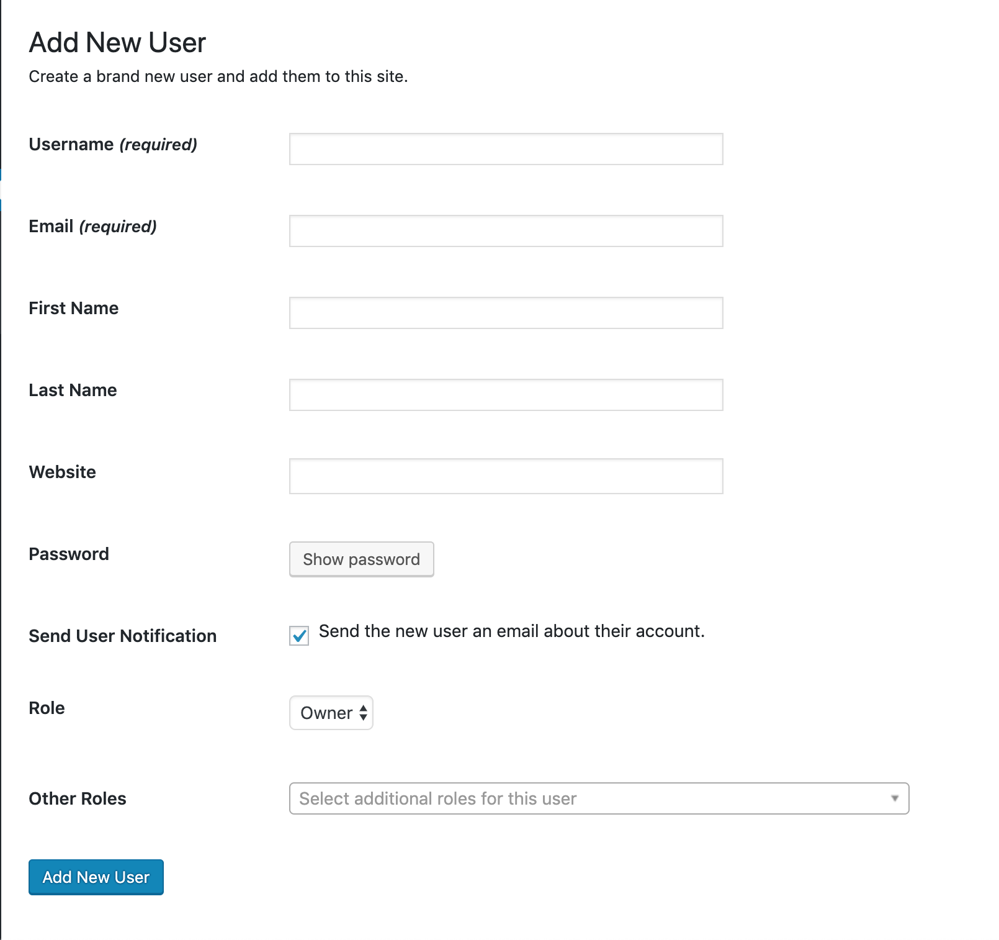 Add New User
Create a brand new user and add them to this site.
Username (required)
Email (required)
First Name
Last Name
Website
Password
Show password
Send User Notification
Send the new user an email about their account.
Role
Owner
Other Roles
Select additional roles for this user
Add New User